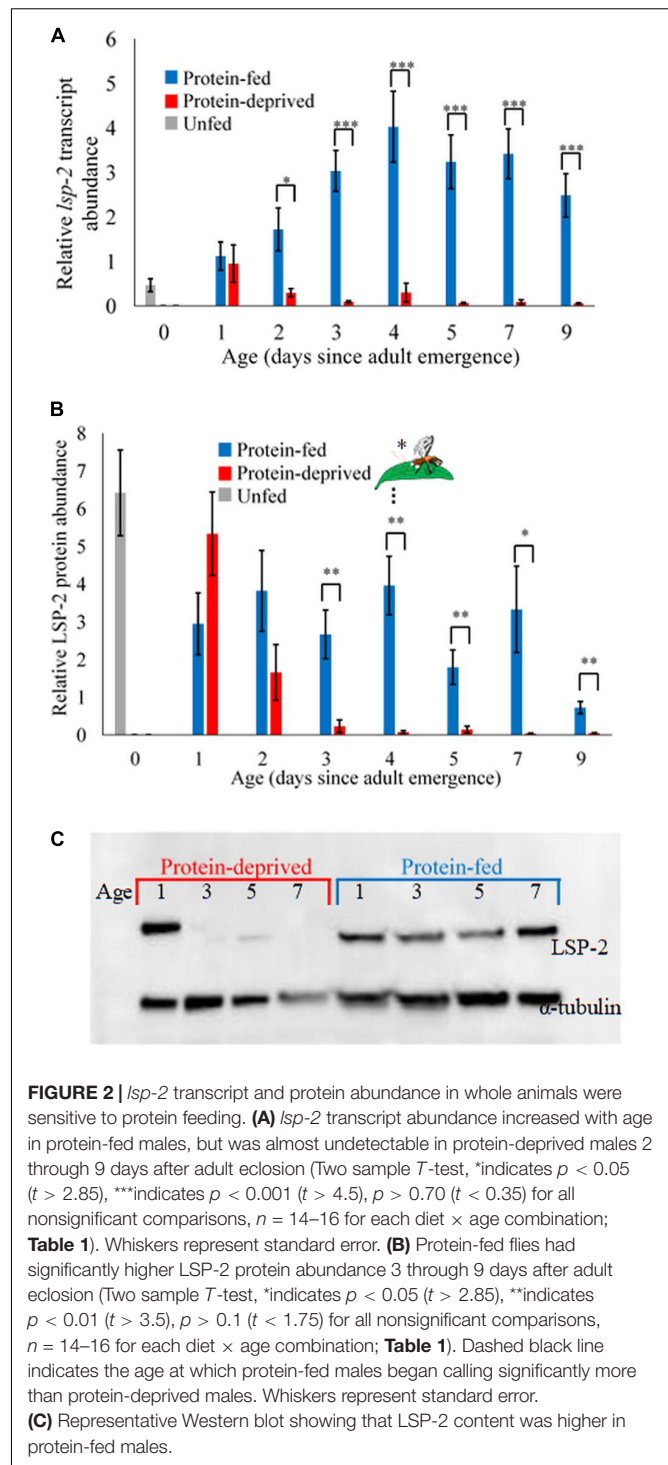 A
6
5
4
3
2
1
0
Relative lsp-2 transcript
abundance
Protein-fed
Protein-deprived
Unfed
* *** *** *** *** ***
0 1 2 3 4 5 7 9
Age (days since adult emergence)
B
8
7
6
5
4
3
2
1
0
Relative LSP-2 protein abundance
Protein-fed
Protein-deprived
Unfed
*
** ** ** * **
0 1 2 3 4 5 7 9
Age (days since adult emergence)
C
Protein-deprived Protein-fed
Age 1 3 5 7 1 3 5 7
LSP-2
α-tubulin
FIGURE 2 | lsp-2 transcript and protein abundance in whole animals were
sensitive to protein feeding. (A) lsp-2 transcript abundance increased with age
in protein-fed males, but was almost undetectable in protein-deprived males 2
through 9 days after adult eclosion (Two sample T-test, *indicates p < 0.05
(t > 2.85), ***indicates p < 0.001 (t > 4.5), p > 0.70 (t < 0.35) for all
nonsignificant comparisons, n = 14–16 for each diet × age combination;
Table 1). Whiskers represent standard error. (B) Protein-fed flies had
significantly higher LSP-2 protein abundance 3 through 9 days after adult
eclosion (Two sample T-test, *indicates p < 0.05 (t > 2.85), **indicates
p < 0.01 (t > 3.5), p > 0.1 (t < 1.75) for all nonsignificant comparisons,
n = 14–16 for each diet × age combination; Table 1). Dashed black line
indicates the age at which protein-fed males began calling significantly more
than protein-deprived males. Whiskers represent standard error.
(C) Representative Western blot showing that LSP-2 content was higher in
protein-fed males.